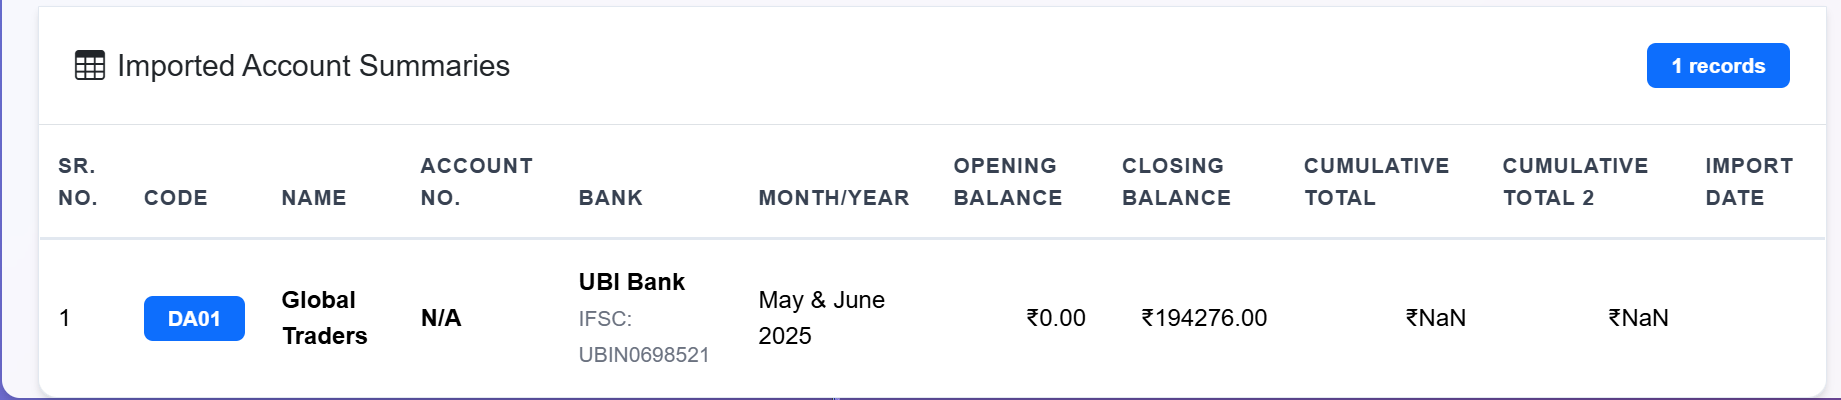 Imported Account Summaries
1 records
SR. NO.
CODE
NAME
ACCOUNT NO.
BANK
MONTH/YEAR
OPENING BALANCE
CLOSING BALANCE
CUMULATIVE TOTAL
CUMULATIVE TOTAL 2
IMPORT DATE
1
DA01
Global
Traders
N/A
UBI Bank
IFSC:
UBIN0698521
May & June
2025
₹0.00
₹194276.00
₹NaN
₹NaN